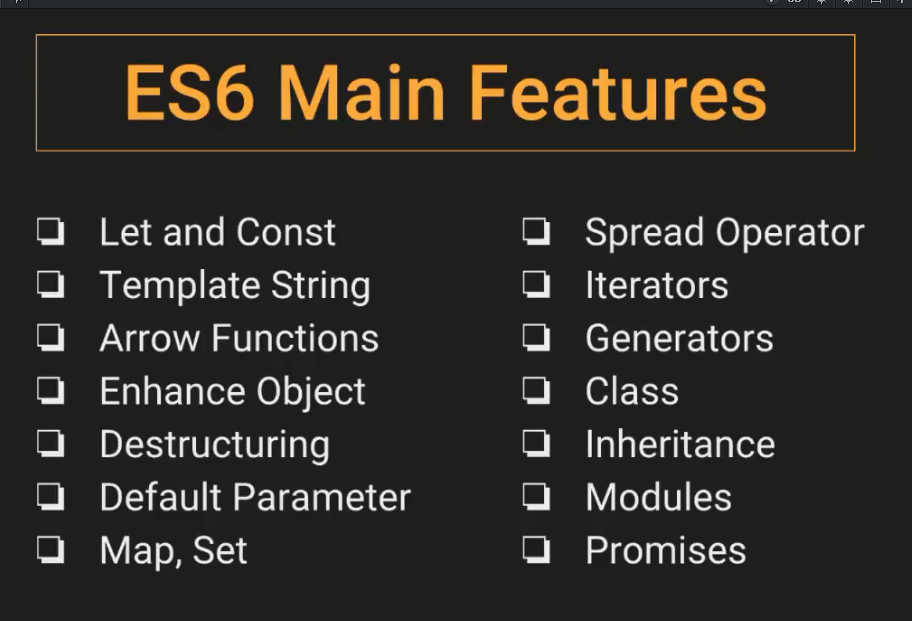 ES6 Main Features
Let and Const
Template String
Arrow Functions
Enhance Object
Destructuring
Default Parameter
Map, Set
Spread Operator
Iterators
Generators
Class
Inheritance
Modules
Promises